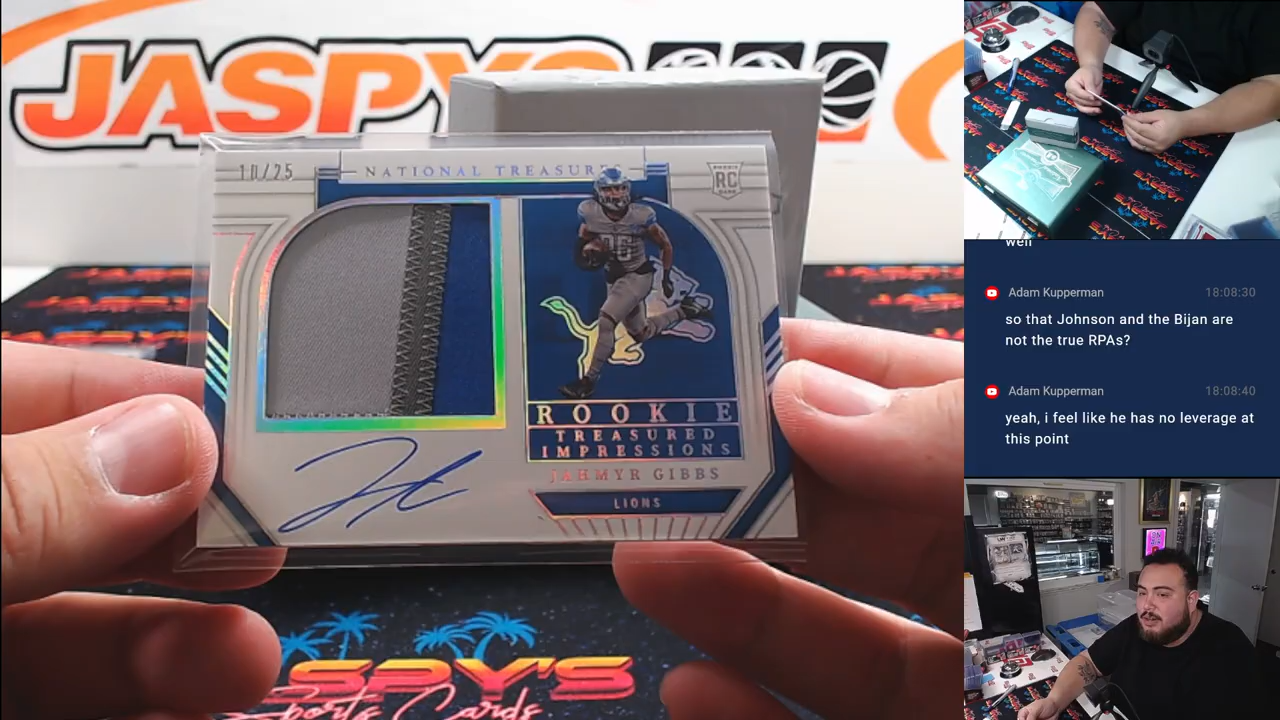 JASPY'S
10/25
NATIONAL TREASURES
RC
ROOKIE
TREASURED
IMPRESSIONS
JAHMYR GIBBS
LIONS
SPY'S
Sports Cards
well
Adam Kupperman 18:08:30
so that Johnson and the Bijan are
not the true RPAs?
Adam Kupperman 18:08:40
yeah, i feel like he has no leverage at
this point